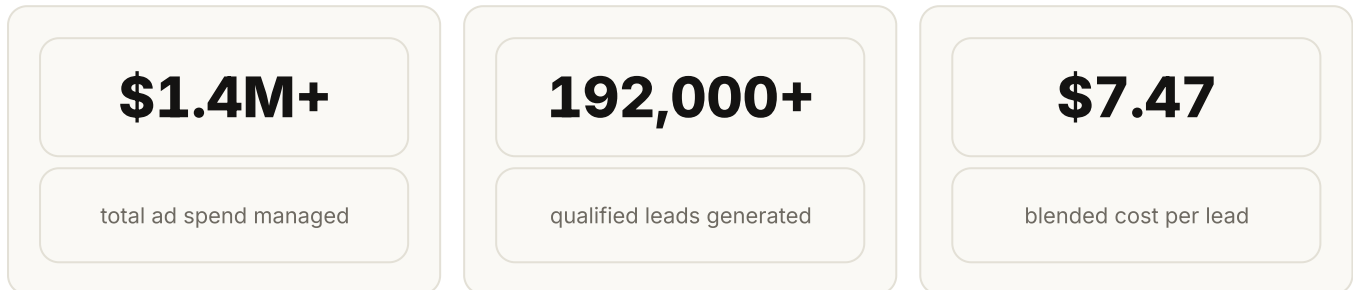 $1.4M+
total ad spend managed
192,000+
qualified leads generated
$7.47
blended cost per lead